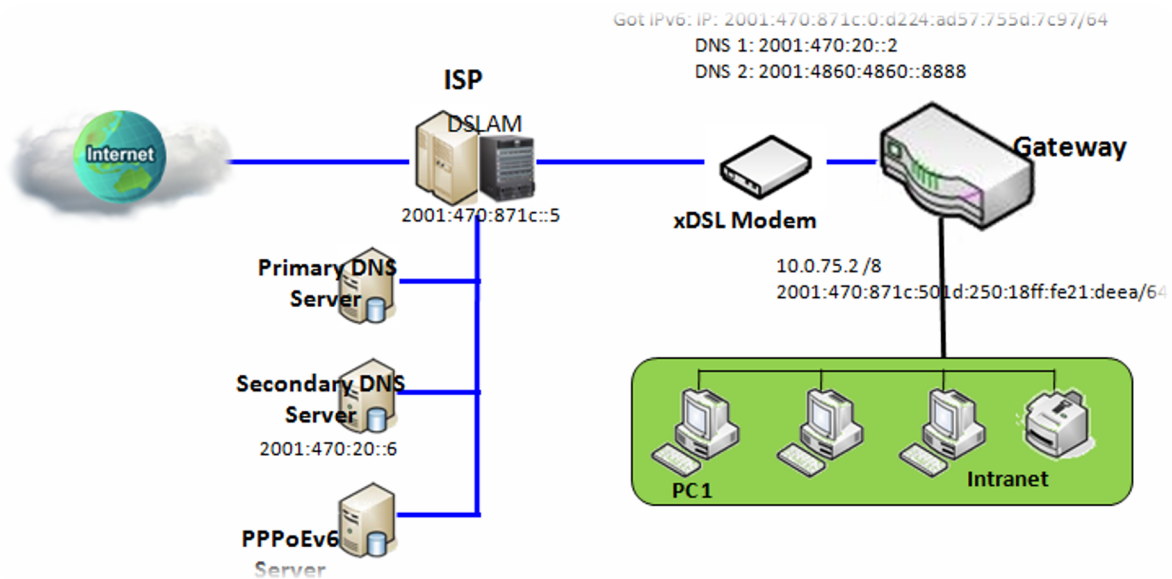 Got IPv6: IP: 2001:470:871c:0:d224:ad57:755d:7c97/64
DNS 1: 2001:470:20::2
DNS 2: 2001:4860:4860::8888
ISP
DSLAM
Internet
Gateway
2001:470:871c::5
xDSL Modem
Primary DNS
Server
10.0.75.2 /8
2001:470:871c:501d:250:18ff:fe21:deea/64
Secondary DNS
Server
2001:470:20::6
PC1
Intranet
PPPoEv6
Server